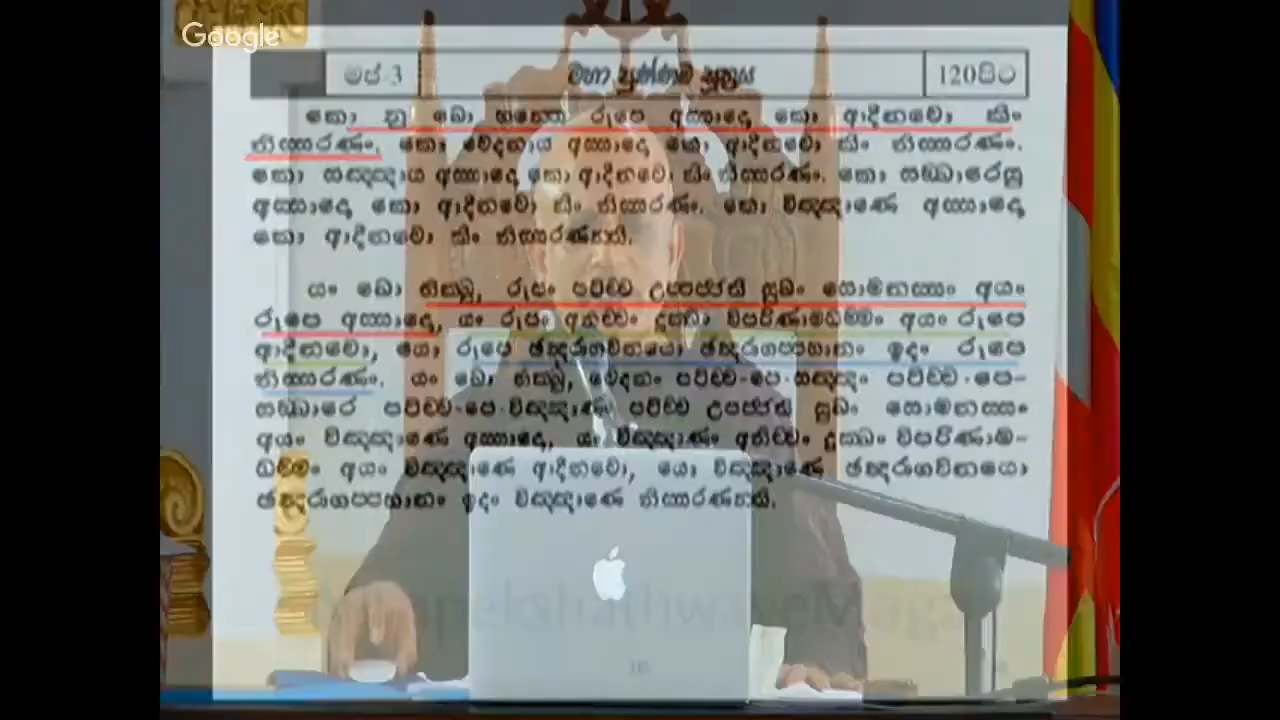 Google
මජ්-3 මහා පුණ්ණම සූත්‍රය 120පිට
කො නු ඛො භන්තෙ රූපෙ අස්සාදො, කො ආදීනවො කිං
නිස්සරණං. කො වේදනාය අස්සාදො කො ආදීනවො කිං නිස්සරණං.
කො සඤ්ඤාය අස්සාදො කො ආදීනවො කිං නිස්සරණං. කො සඞ්ඛාරෙසු
අස්සාදො, කො ආදීනවො කිං නිස්සරණං. කො විඤ්ඤාණෙ අස්සාදො,
කො ආදීනවො කිං නිස්සරණන්ති.
යං ඛො භික්ඛු, රූපං පටිච්ච උප්පජ්ජති සුඛං සොමනස්සං අයං
රූපෙ අස්සාදො, යං රූපං අනිච්චං දුක්ඛං විපරිණාමධම්මං අයං රූපෙ
ආදීනවො, යො රූපෙ ඡන්දරාගවිනයො ඡන්දරාගප්පහානං ඉදං රූපෙ
නිස්සරණං. යං ඛො භික්ඛු, වේදනං පටිච්ච-පෙ-සඤ්ඤං පටිච්ච-පෙ-
සඞ්ඛාරෙ පටිච්ච-පෙ-විඤ්ඤාණං පටිච්ච උපජ්ජති සුඛං සොමනස්සං
අයං විඤ්ඤාණෙ අස්සාදො, යං විඤ්ඤාණං අනිච්චං දුක්ඛං විපරිණාම-
ධම්මං අයං විඤ්ඤාණෙ ආදීනවො, යො විඤ්ඤාණෙ ඡන්දරාගවිනයො
ඡන්දරාගප්පහානං ඉදං විඤ්ඤාණෙ නිස්සරණන්ති.